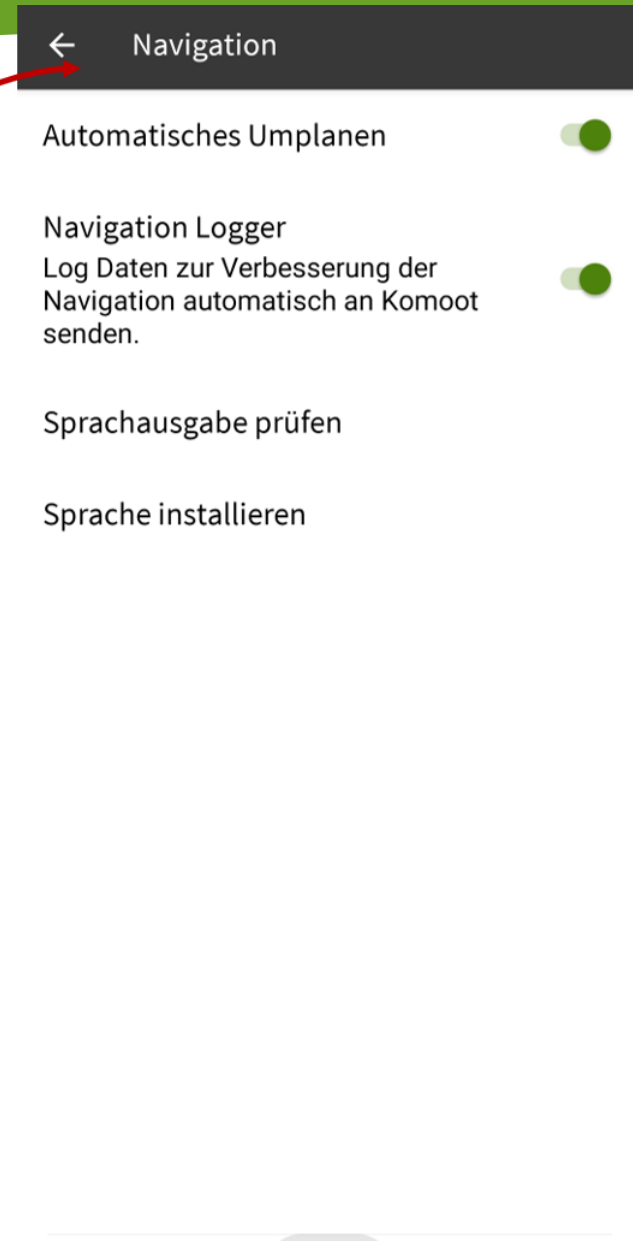 Navigation
Automatisches Umplanen
Navigation Logger
Log Daten zur Verbesserung der
Navigation automatisch an Komoot
senden.
Sprachausgabe prüfen
Sprache installieren